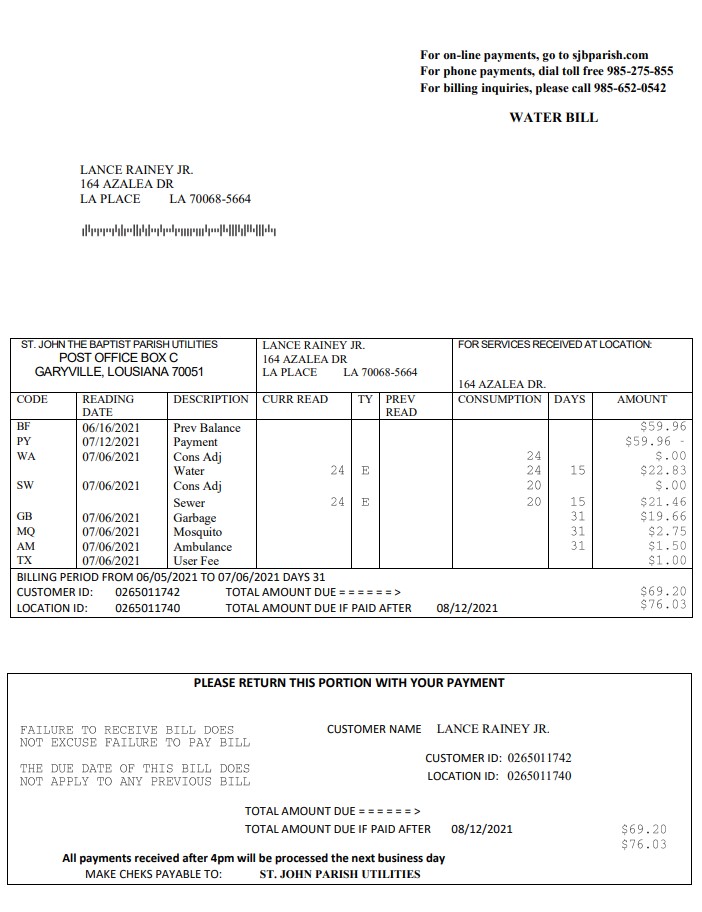 For on-line payments, go to sjbparish.com
For phone payments, dial toll free 985-275-855
For billing inquiries, please call 985-652-0542
WATER BILL
LANCE RAINEY JR.
164 AZALEA DR
LA PLACE LA 70068-5664
ST. JOHN THE BAPTIST PARISH UTILITIES
POST OFFICE BOX C
GARYVILLE, LOUSIANA 70051
LANCE RAINEY JR.
164 AZALEA DR
LA PLACE LA 70068-5664
FOR SERVICES RECEIVED AT LOCATION:
164 AZALEA DR.
CODE READING DATE DESCRIPTION CURR READ TY PREV READ CONSUMPTION DAYS AMOUNT
BF 06/16/2021 Prev Balance $59.96
PY 07/12/2021 Payment $59.96 -
WA 07/06/2021 Cons Adj 24 $.00
Water 24 E 24 15 $22.83
SW 07/06/2021 Cons Adj 20 $.00
Sewer 24 E 20 15 $21.46
GB 07/06/2021 Garbage 31 $19.66
MQ 07/06/2021 Mosquito 31 $2.75
AM 07/06/2021 Ambulance 31 $1.50
TX 07/06/2021 User Fee $1.00
BILLING PERIOD FROM 06/05/2021 TO 07/06/2021 DAYS 31
CUSTOMER ID: 0265011742 TOTAL AMOUNT DUE = = = = = = > $69.20
LOCATION ID: 0265011740 TOTAL AMOUNT DUE IF PAID AFTER 08/12/2021 $76.03
PLEASE RETURN THIS PORTION WITH YOUR PAYMENT
FAILURE TO RECEIVE BILL DOES
NOT EXCUSE FAILURE TO PAY BILL
CUSTOMER NAME LANCE RAINEY JR.
THE DUE DATE OF THIS BILL DOES
NOT APPLY TO ANY PREVIOUS BILL
CUSTOMER ID: 0265011742
LOCATION ID: 0265011740
TOTAL AMOUNT DUE = = = = = = >
TOTAL AMOUNT DUE IF PAID AFTER 08/12/2021 $69.20
$76.03
All payments received after 4pm will be processed the next business day
MAKE CHEKS PAYABLE TO: ST. JOHN PARISH UTILITIES